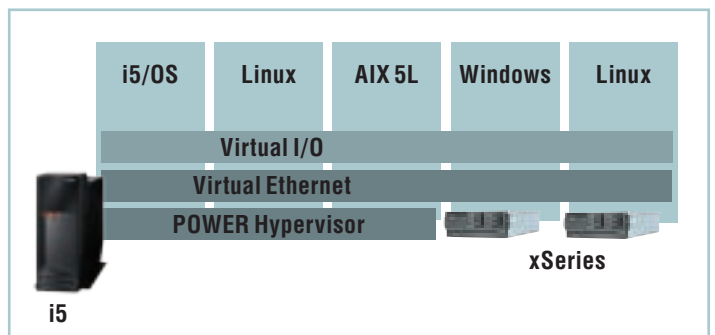 i5/OS Linux AIX 5L Windows Linux
Virtual I/O
Virtual Ethernet
POWER Hypervisor
xSeries
i5